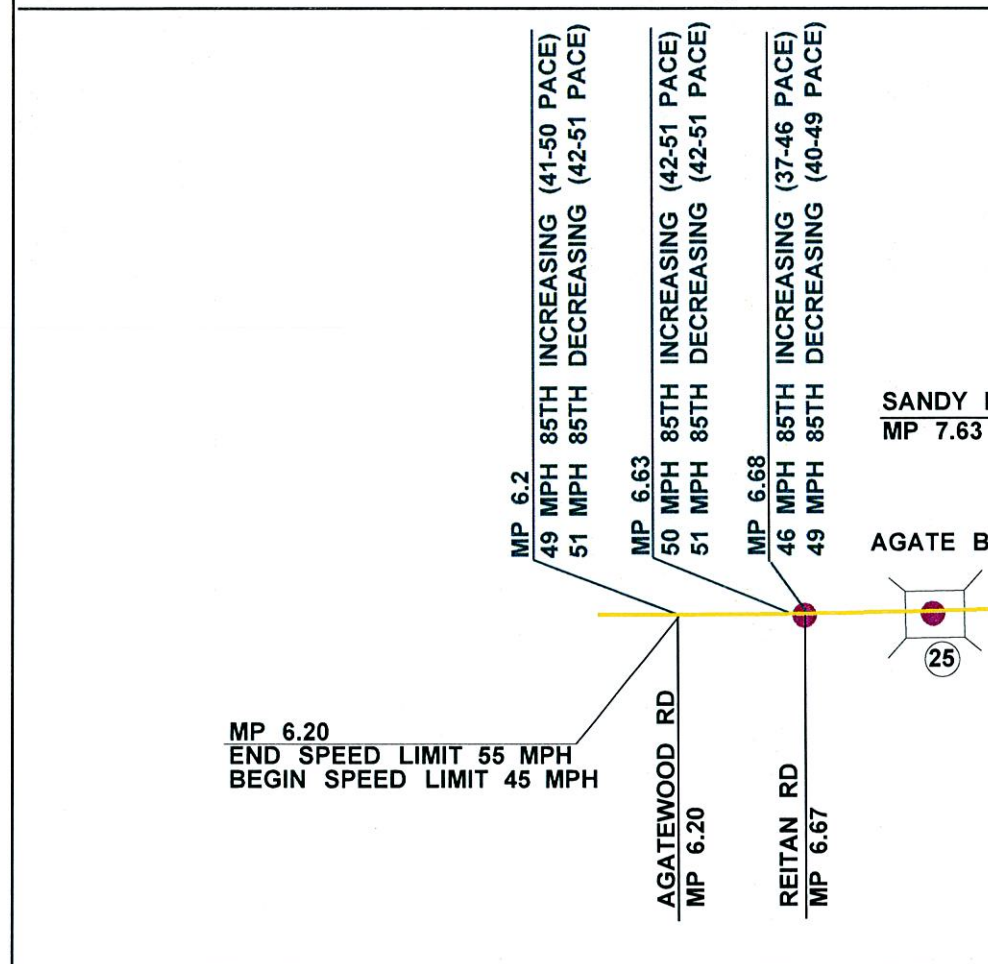 MP 6.2
49 MPH 85TH INCREASING (41-50 PACE)
51 MPH 85TH DECREASING (42-51 PACE)
MP 6.63
50 MPH 85TH INCREASING (42-51 PACE)
51 MPH 85TH DECREASING (42-51 PACE)
MP 6.68
46 MPH 85TH INCREASING (37-46 PACE)
49 MPH 85TH DECREASING (40-49 PACE)
SANDY
MP 7.63
AGATE B
25
MP 6.20
END SPEED LIMIT 55 MPH
BEGIN SPEED LIMIT 45 MPH
AGATEWOOD RD
MP 6.20
REITAN RD
MP 6.67